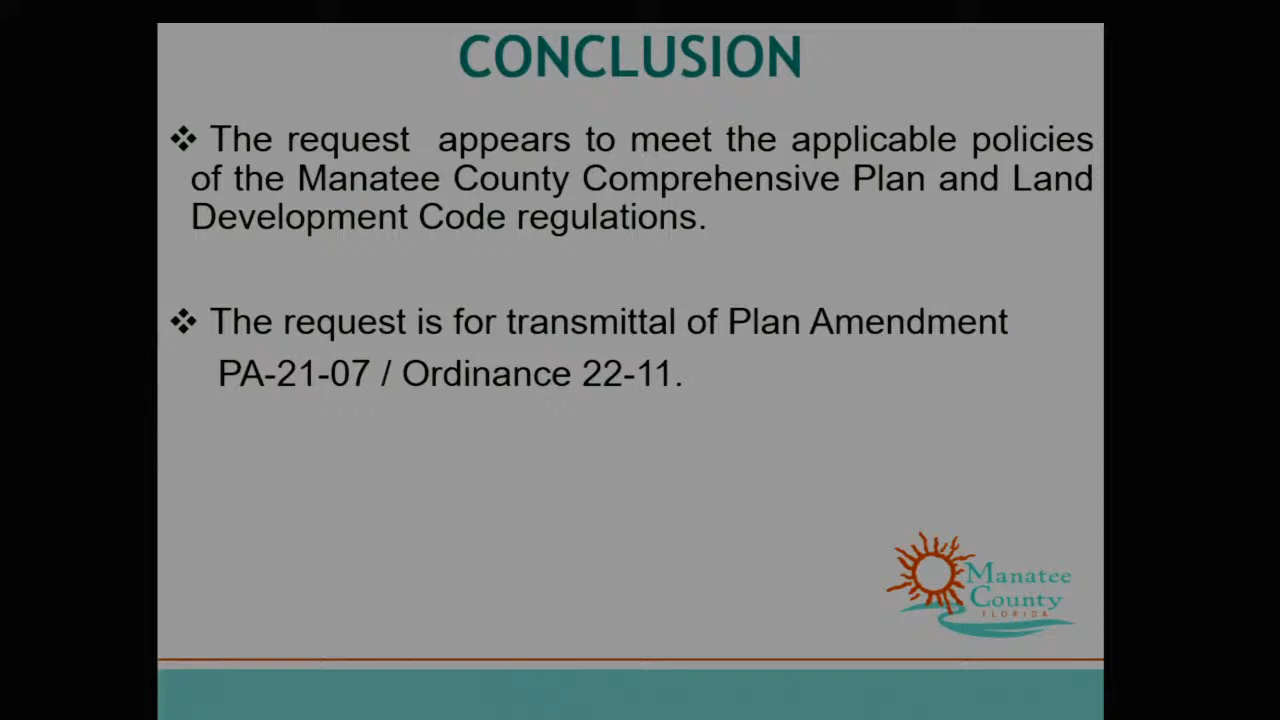 CONCLUSION
❖ The request appears to meet the applicable policies
of the Manatee County Comprehensive Plan and Land
Development Code regulations.
❖ The request is for transmittal of Plan Amendment
PA-21-07 / Ordinance 22-11.
Manatee
County
FLORIDA